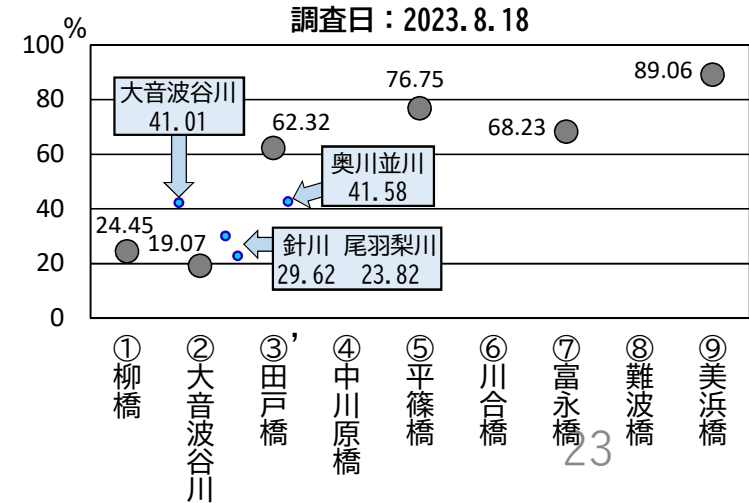 調査日：2023.8.18
%
100
80
60
40
20
0
大音波谷川
41.01
62.32
76.75
68.23
89.06
奥川並川
41.58
24.45
19.07
針川 尾羽梨川
29.62 23.82
①柳橋
②大音波谷川
③’田戸橋
④中川原橋
⑤平篠橋
⑥川合橋
⑦富永橋
⑧難波橋
⑨美浜橋
23